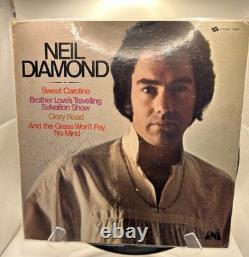 NEIL
DIAMOND
Sweet Caroline
Brother Love's Travelling
Salvation Show
Glory Road
And the Grass Won't Pay
No Mind
UNI